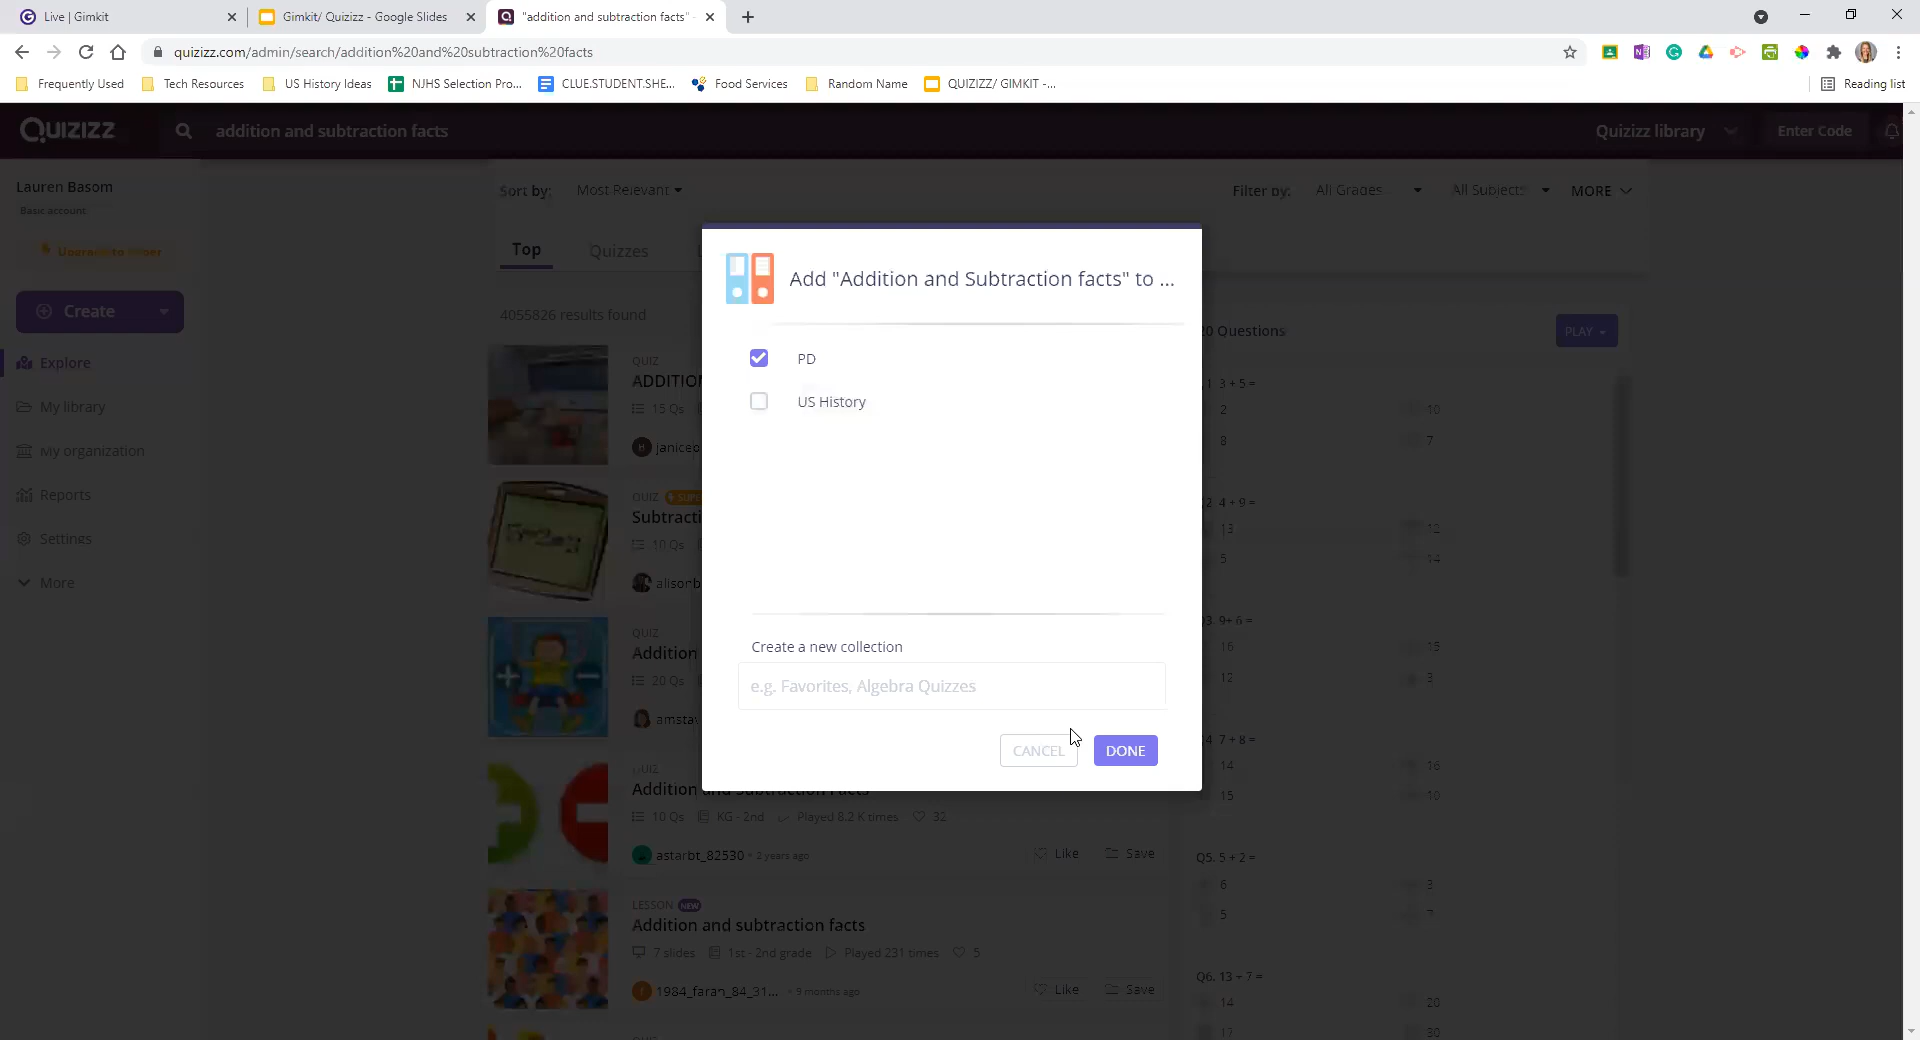 Live | Gimkit
Gimkit/ Quizizz - Google Slides
"addition and subtraction facts" -
quizizz.com/admin/search/addition%20and%20subtraction%20facts
Frequently Used
Tech Resources
US History Ideas
NJHS Selection Pro...
CLUE.STUDENT.SHE...
Food Services
Random Name
QUIZIZZ/ GIMKIT -...
Reading list
Quizizz
addition and subtraction facts
Quizizz library
Enter Code
Lauren Basom
Basic account
Upgrade to Super
Create
Explore
My library
My organization
Reports
Settings
More
Sort by:
Most Relevant
Filter by:
All Grades
All Subjects
MORE
Top
Quizzes
4055826 results found
QUIZ
ADDITION
15 Qs
janicep
QUIZ
SUPE
Subtracti
10 Qs
alisonb
QUIZ
Addition
20 Qs
amsta
QUIZ
Addition and Subtraction Facts
10 Qs
KG - 2nd
Played 8.2 K times
32
astarbt_82530
• 2 years ago
Like
Save
LESSON NEW
Addition and subtraction facts
7 slides
1st - 2nd grade
Played 231 times
5
1984_farah_84_31...
• 9 months ago
Like
Save
Add "Addition and Subtraction facts" to ...
PD
US History
Create a new collection
e.g. Favorites, Algebra Quizzes
CANCEL
DONE
20 Questions
PLAY
1 3 + 5 =
2
10
8
7
2 4 + 9 =
13
12
5
14
3. 9+ 6 =
16
15
12
3
4 7 + 8 =
14
16
15
10
Q5. 5 + 2 =
6
3
5
7
Q6. 13 + 7 =
14
20
30